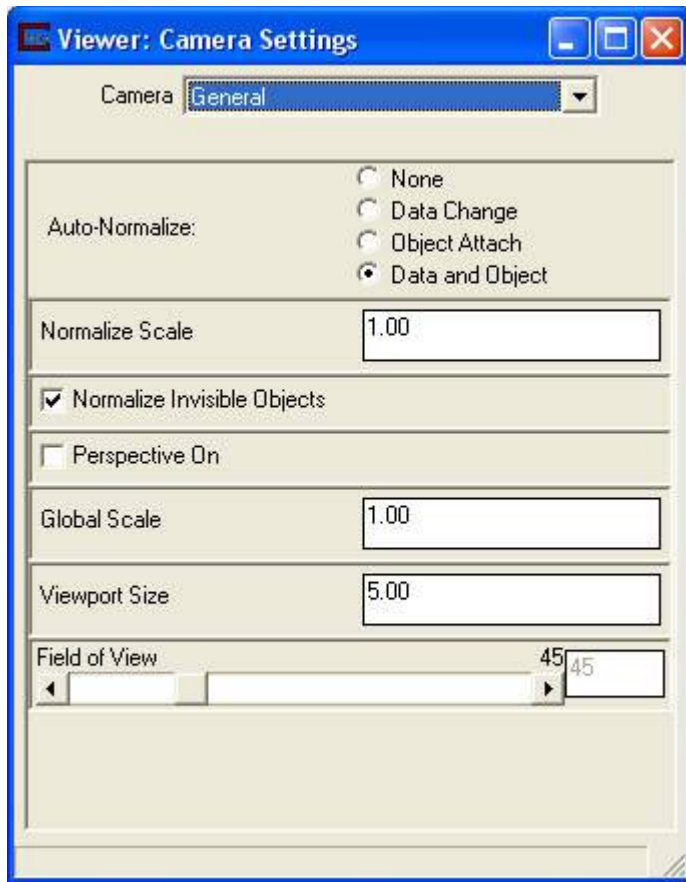 Viewer: Camera Settings
Camera General
None
Auto-Normalize:
Data Change
Object Attach
Data and Object
Normalize Scale 1.00
Normalize Invisible Objects
Perspective On
Global Scale 1.00
Viewport Size 5.00
Field of View 45 45